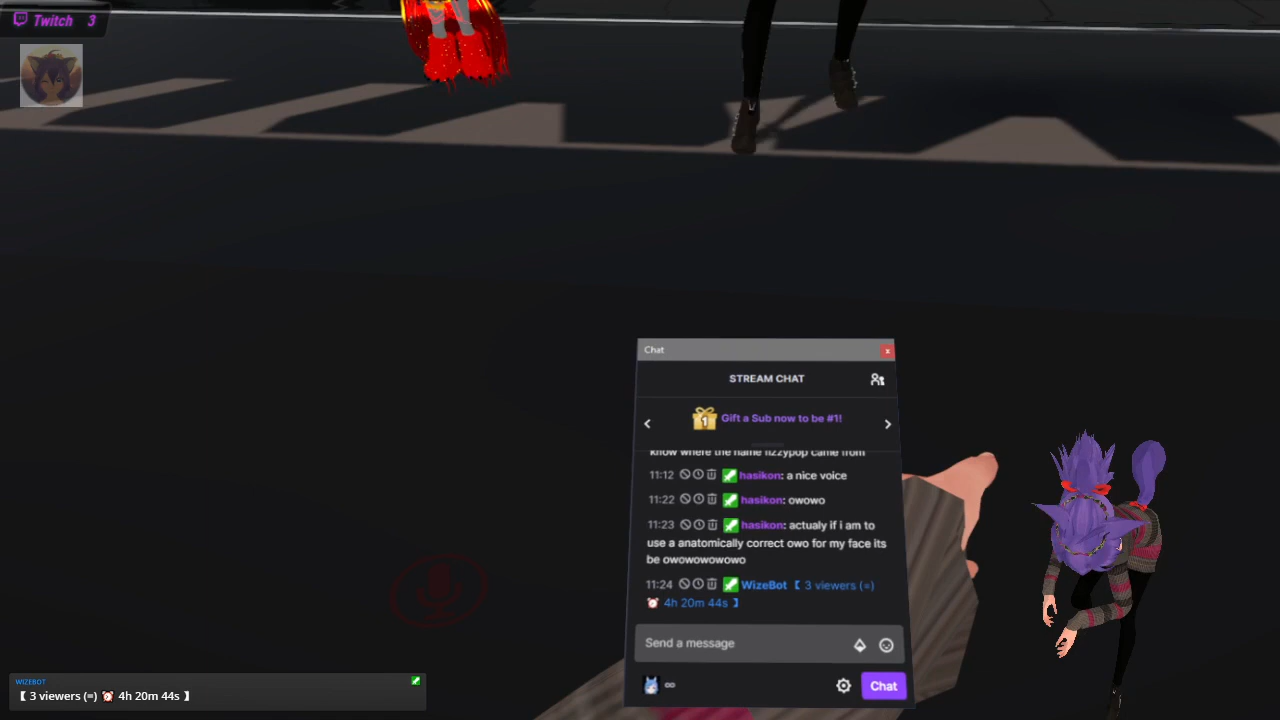 Twitch 3
Chat
x
STREAM CHAT
1 Gift a Sub now to be #1!
know where the name fizzypop came from
11:12 hasikon: a nice voice
11:22 hasikon: owowo
11:23 hasikon: actualy if i am to
use a anatomically correct owo for my face its
be owowowowowo
11:24 WizeBot 【 3 viewers (=)
⏰ 4h 20m 44s 】
Send a message
∞
Chat
WIZEBOT
【 3 viewers (=) ⏰ 4h 20m 44s 】